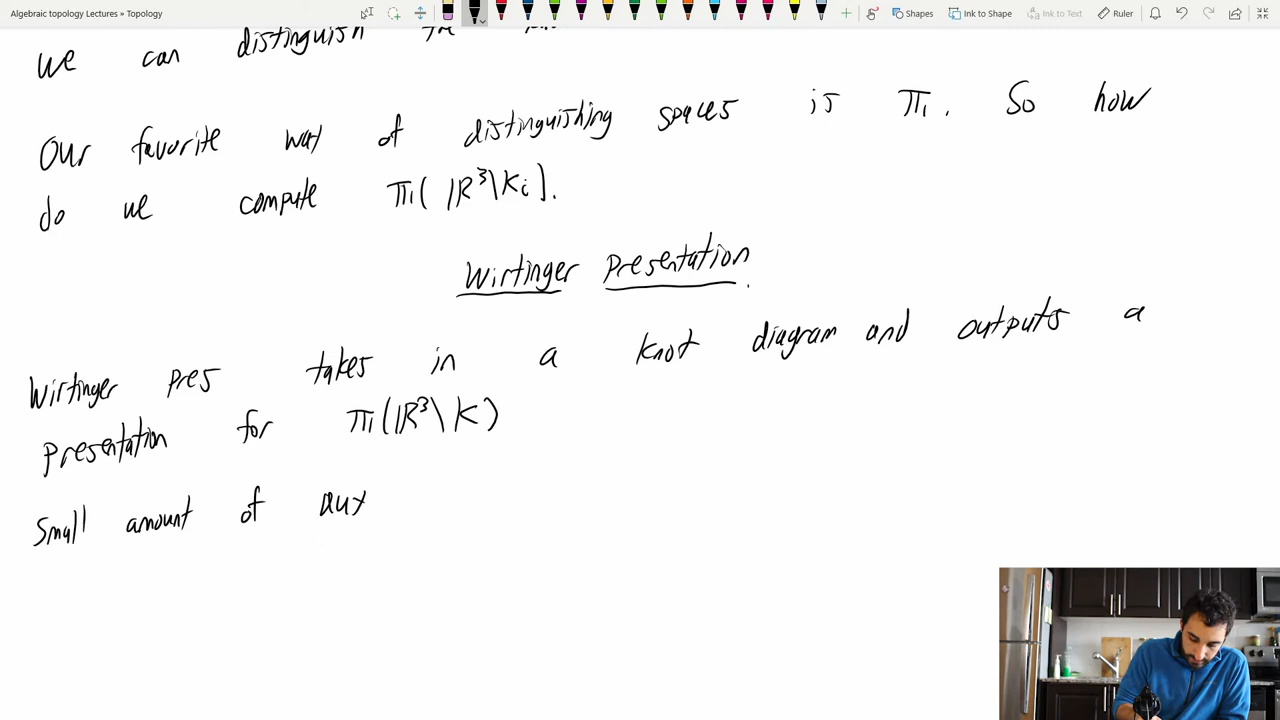 Algebraic topology Lectures » Topology
Shapes
Ink to Shape
Ink to Text
Ruler
we can distinguish the
Our favorite way of distinguishing spaces is π₁. So how
do we compute π₁(ℝ³\Kᵢ).
Wirtinger Presentation.
Wirtinger pres takes in a knot diagram and outputs a
presentation for π₁(ℝ³\K)
Small amount of aux